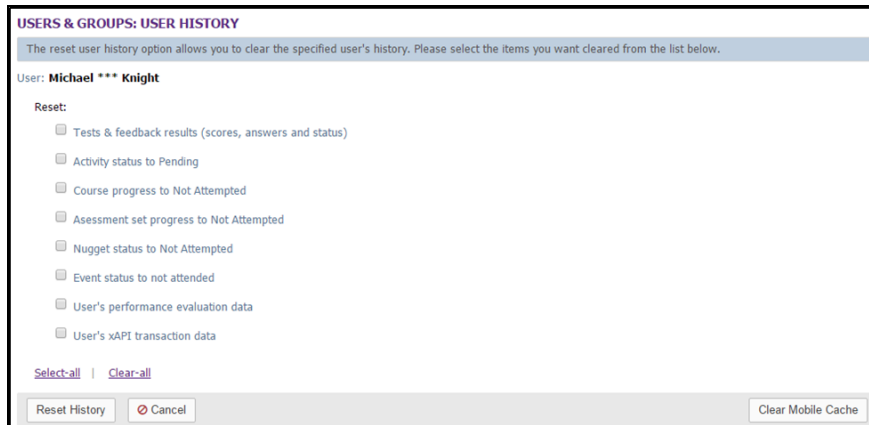 USERS & GROUPS: USER HISTORY
The reset user history option allows you to clear the specified user's history. Please select the items you want cleared from the list below.
User: Michael *** Knight
Reset:
Tests & feedback results (scores, answers and status)
Activity status to Pending
Course progress to Not Attempted
Asessment set progress to Not Attempted
Nugget status to Not Attempted
Event status to not attended
User's performance evaluation data
User's xAPI transaction data
Select-all | Clear-all
Reset History Cancel Clear Mobile Cache